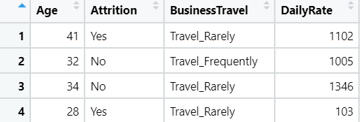 Age Attrition BusinessTravel DailyRate
1 41 Yes Travel_Rarely 1102
2 32 No Travel_Frequently 1005
3 34 No Travel_Rarely 1346
4 28 Yes Travel_Rarely 103